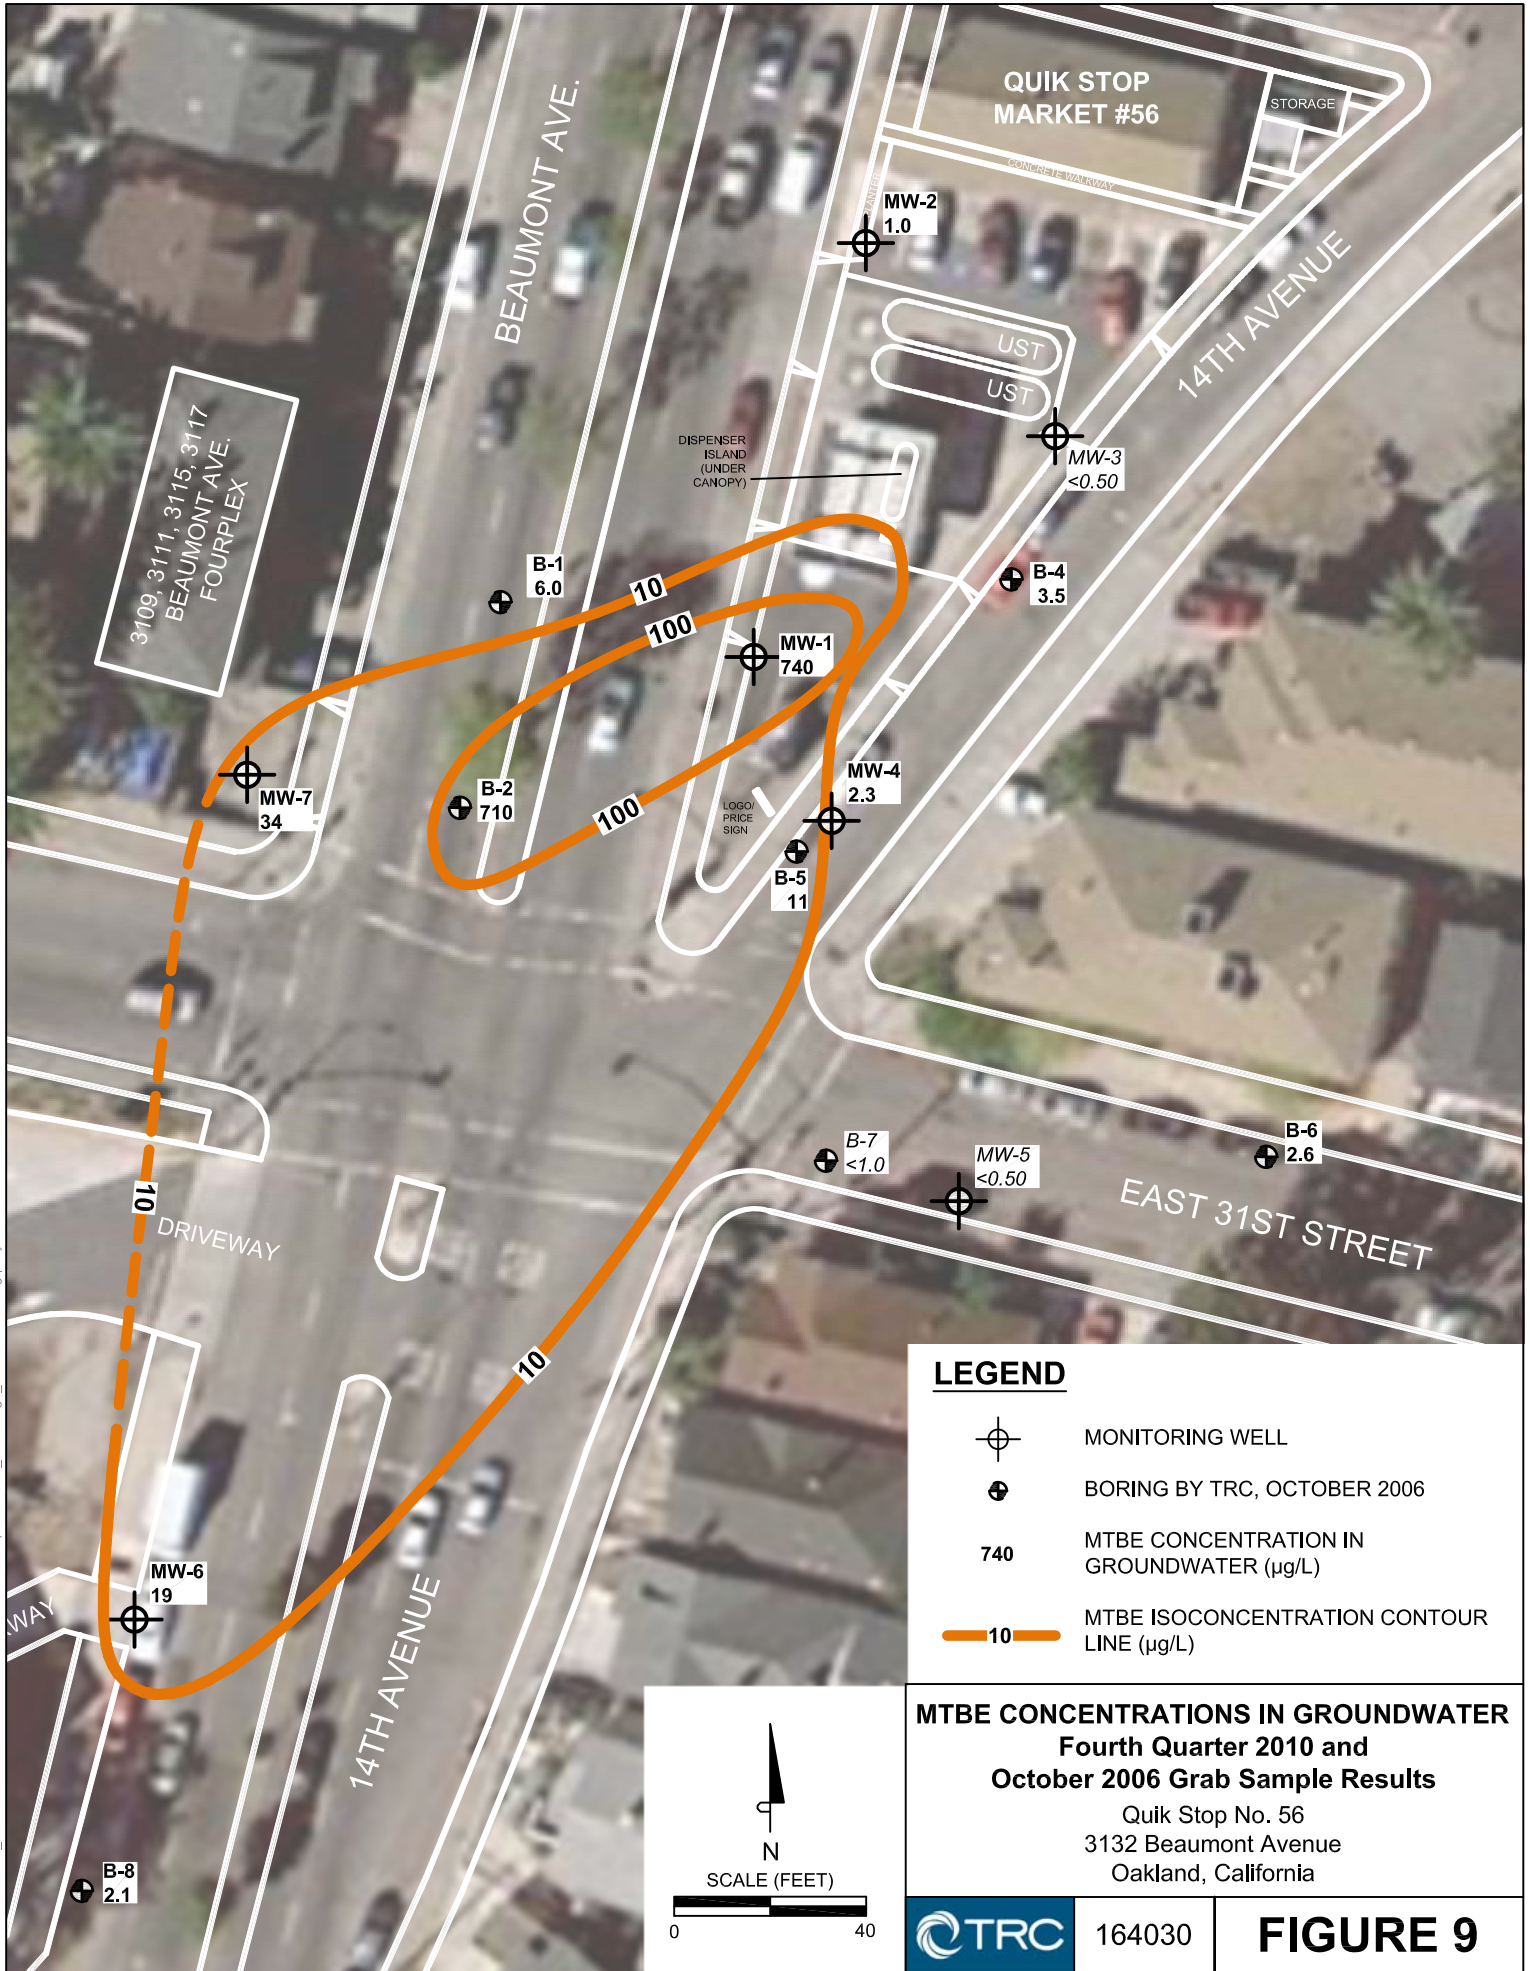 QUIK STOP
MARKET #56
STORAGE
CONCRETE WALKWAY
BEAUMONT AVE.
MW-2
1.0
14TH AVENUE
UST
UST
3109, 3111, 3115, 3117
BEAUMONT AVE.
FOURPLEX
DISPENSER
ISLAND
(UNDER
CANOPY)
MW-3
<0.50
B-1
6.0
10
100
B-4
3.5
MW-1
740
MW-7
34
B-2
710
100
LOGO/
PRICE
SIGN
MW-4
2.3
B-5
11
B-7
<1.0
MW-5
<0.50
B-6
2.6
EAST 31ST STREET
10
DRIVEWAY
10
MW-6
19
14TH AVENUE
B-8
2.1
LEGEND
MONITORING WELL
BORING BY TRC, OCTOBER 2006
740
MTBE CONCENTRATION IN
GROUNDWATER (µg/L)
10
MTBE ISOCONCENTRATION CONTOUR
LINE (µg/L)
N
SCALE (FEET)
0 40
MTBE CONCENTRATIONS IN GROUNDWATER
Fourth Quarter 2010 and
October 2006 Grab Sample Results
Quik Stop No. 56
3132 Beaumont Avenue
Oakland, California
TRC
164030
FIGURE 9